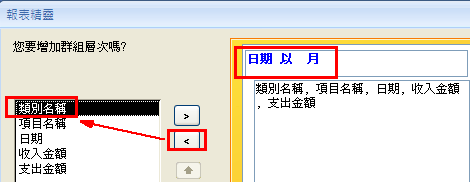 報表精靈
您要增加群組層次嗎?
類別名稱
項目名稱
日期
收入金額
支出金額
>
<
日期 以 月
類別名稱, 項目名稱, 日期, 收入金額
, 支出金額